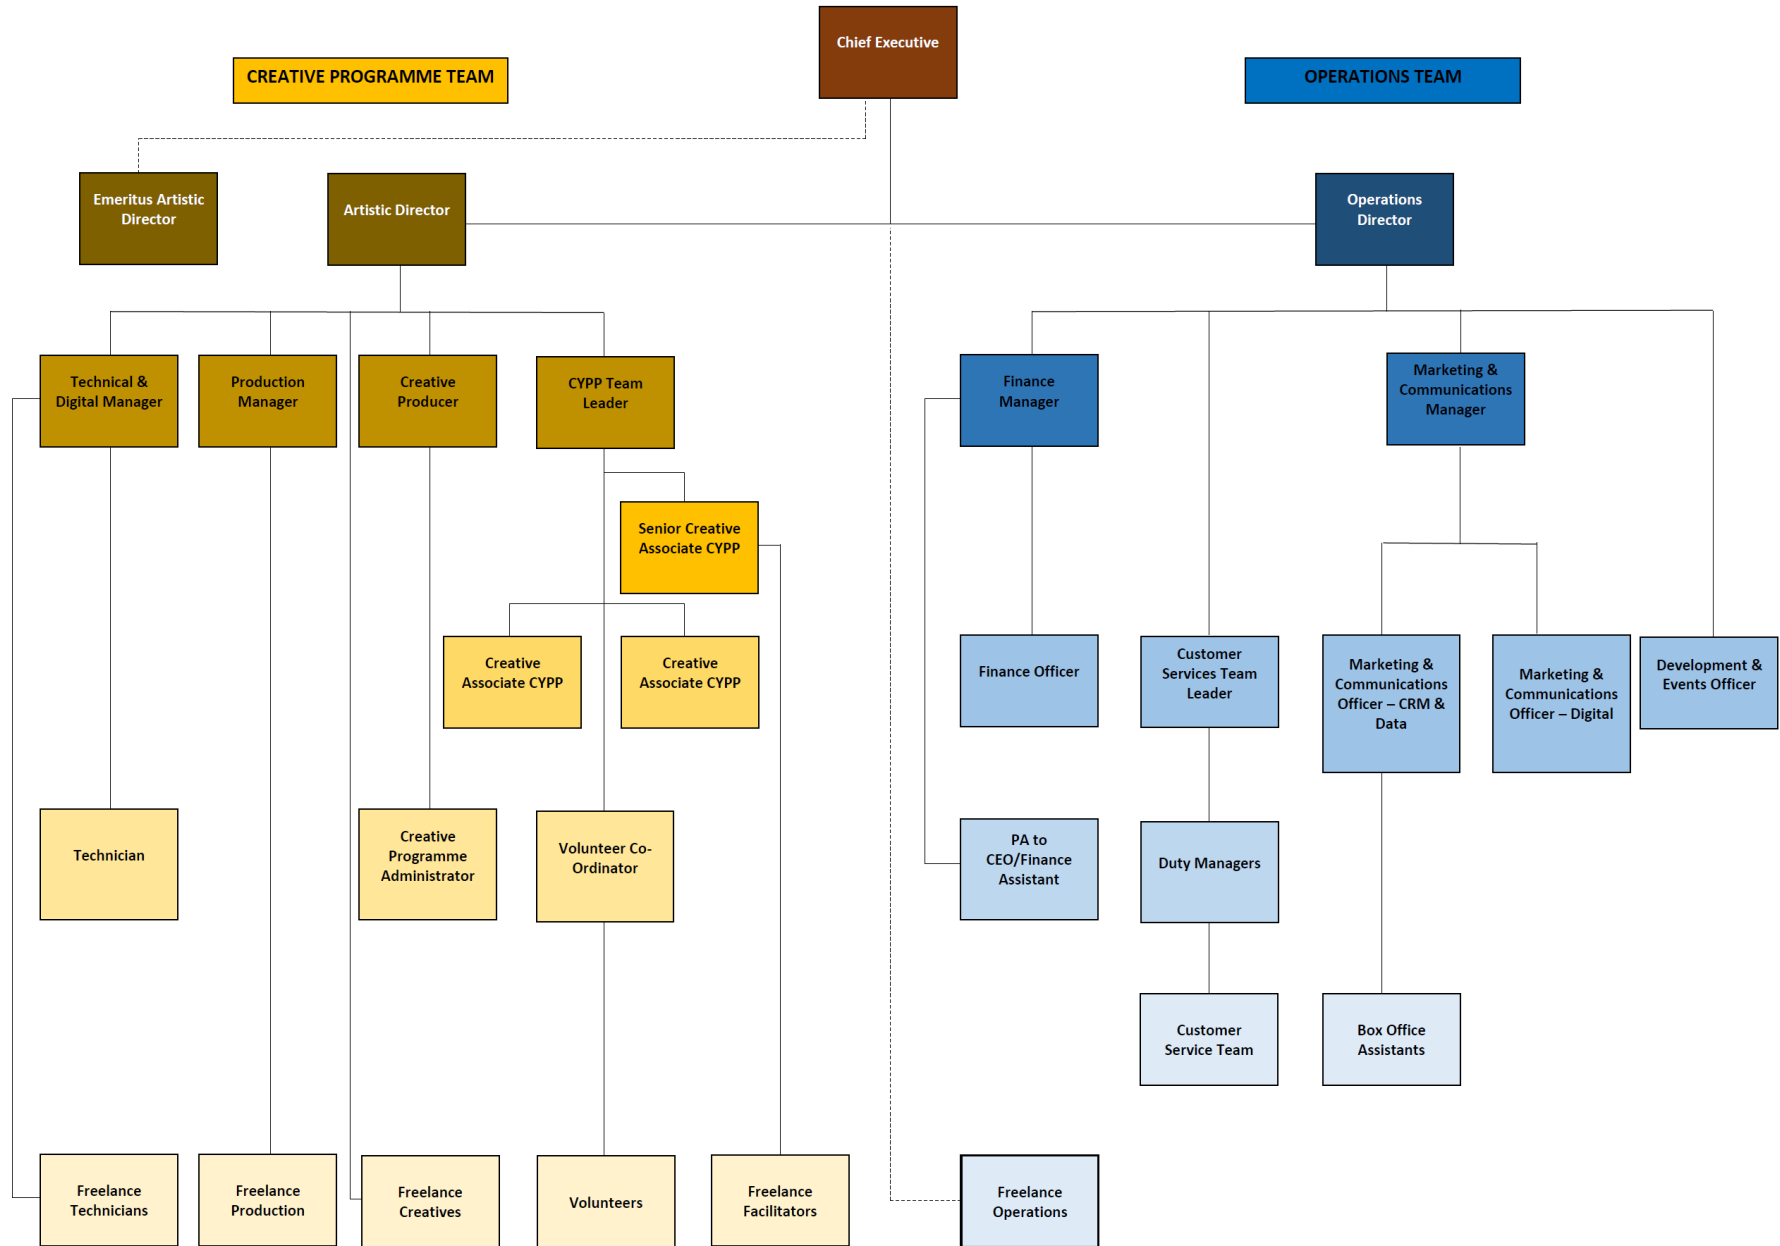 Chief Executive
CREATIVE PROGRAMME TEAM
OPERATIONS TEAM
Emeritus Artistic
Director
Artistic Director
Operations
Director
Technical &
Digital Manager
Production
Manager
Creative
Producer
CYPP Team
Leader
Finance
Manager
Marketing &
Communications
Manager
Senior Creative
Associate CYPP
Creative
Associate CYPP
Creative
Associate CYPP
Finance Officer
Customer
Services Team
Leader
Marketing &
Communications
Officer – CRM &
Data
Marketing &
Communications
Officer – Digital
Development &
Events Officer
Technician
Creative
Programme
Administrator
Volunteer Co-
Ordinator
PA to
CEO/Finance
Assistant
Duty Managers
Customer
Service Team
Box Office
Assistants
Freelance
Technicians
Freelance
Production
Freelance
Creatives
Volunteers
Freelance
Facilitators
Freelance
Operations